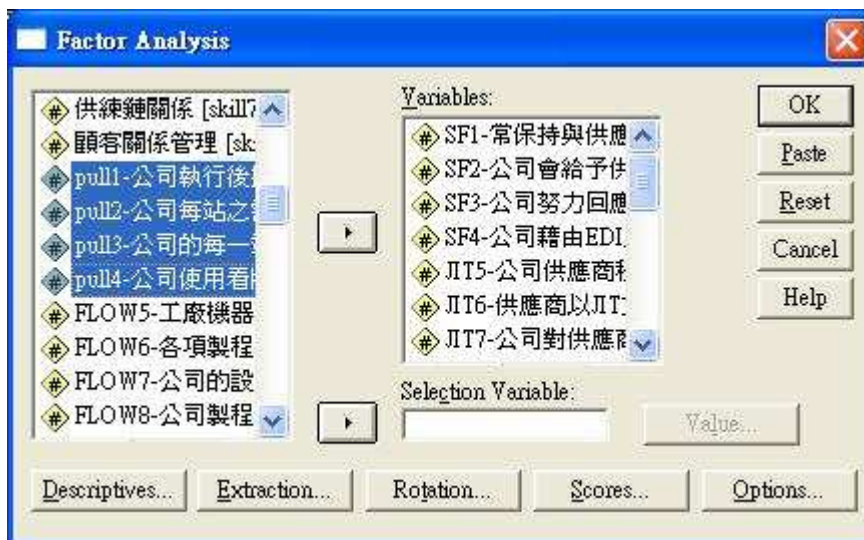 Factor Analysis
供練鏈關係 [skill7
顧客關係管理 [sk
pull1-公司執行後
pull2-公司每站之
pull3-公司的每一
pull4-公司使用看
FLOW5-工廠機器
FLOW6-各項製程
FLOW7-公司的設
FLOW8-公司製程
Variables:
SF1-常保持與供應
SF2-公司會給予供
SF3-公司努力回應
SF4-公司藉由EDI
JIT5-公司供應商
JIT6-供應商以JIT
JIT7-公司對供應
Selection Variable:
Value...
OK
Paste
Reset
Cancel
Help
Descriptives...
Extraction...
Rotation...
Scores...
Options...